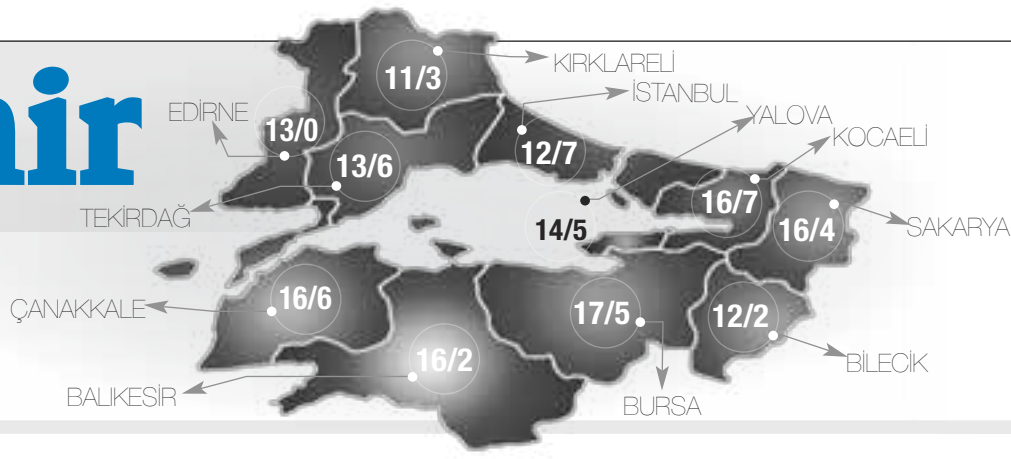 nir
KIRKLARELİ
11/3
İSTANBUL
12/7
YALOVA
14/5
KOCAELİ
16/7
EDİRNE
13/0
TEKİRDAĞ
13/6
SAKARYA
16/4
ÇANAKKALE
16/6
BALIKESİR
16/2
BURSA
17/5
BİLECİK
12/2